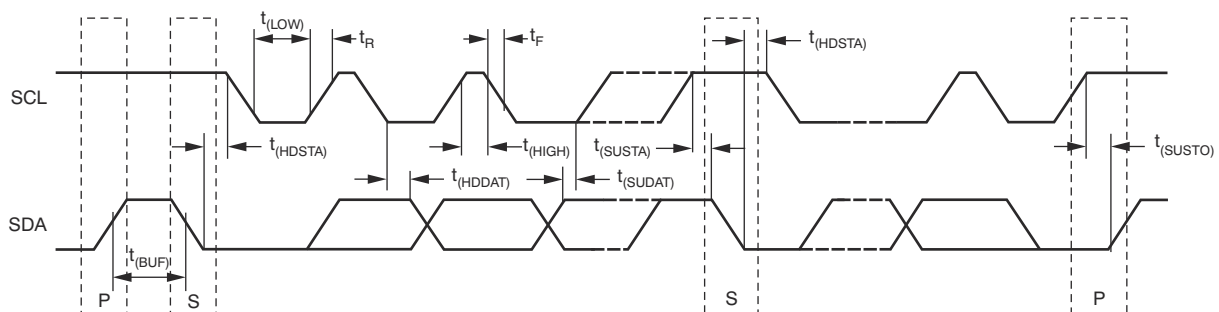 t(LOW)
tR
tF
t(HDSTA)
SCL
t(HDSTA)
t(HIGH)
t(SUSTA)
t(SUSTO)
t(HDDAT)
t(SUDAT)
SDA
t(BUF)
P
S
S
P